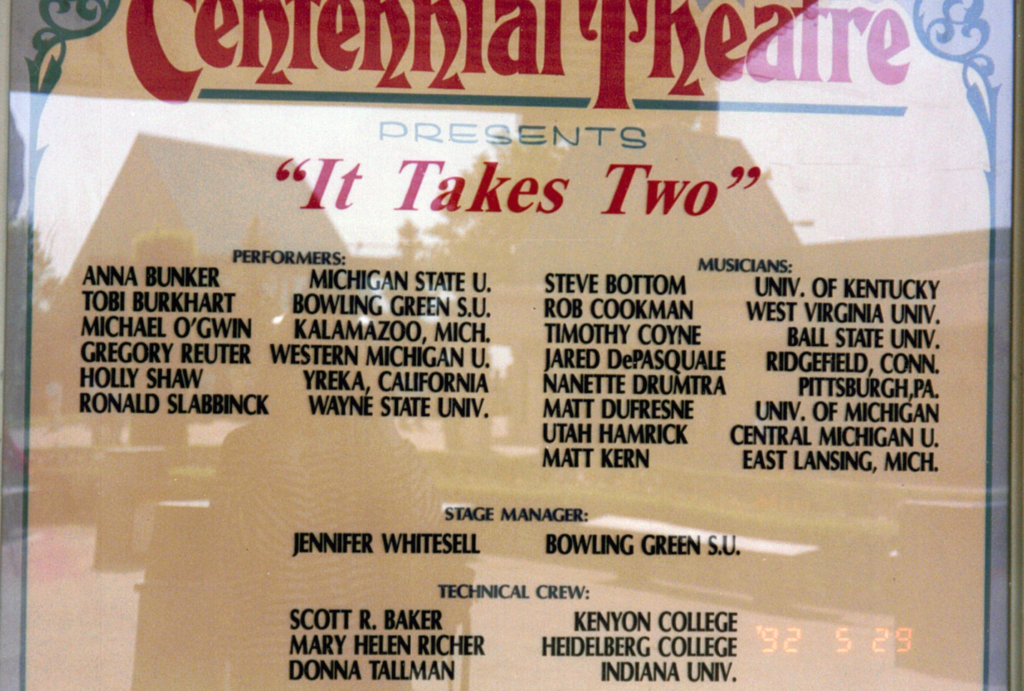 Centennial Theatre
PRESENTS
“It Takes Two”
PERFORMERS:
ANNA BUNKER MICHIGAN STATE U.
TOBI BURKHART BOWLING GREEN S.U.
MICHAEL O'GWIN KALAMAZOO, MICH.
GREGORY REUTER WESTERN MICHIGAN U.
HOLLY SHAW YREKA, CALIFORNIA
RONALD SLABBINCK WAYNE STATE UNIV.
MUSICIANS:
STEVE BOTTOM UNIV. OF KENTUCKY
ROB COOKMAN WEST VIRGINIA UNIV.
TIMOTHY COYNE BALL STATE UNIV.
JARED DePASQUALE RIDGEFIELD, CONN.
NANETTE DRUMTRA PITTSBURGH,PA.
MATT DUFRESNE UNIV. OF MICHIGAN
UTAH HAMRICK CENTRAL MICHIGAN U.
MATT KERN EAST LANSING, MICH.
STAGE MANAGER:
JENNIFER WHITESELL BOWLING GREEN S.U.
TECHNICAL CREW:
SCOTT R. BAKER KENYON COLLEGE
MARY HELEN RICHER HEIDELBERG COLLEGE
DONNA TALLMAN INDIANA UNIV.
'92 5 29